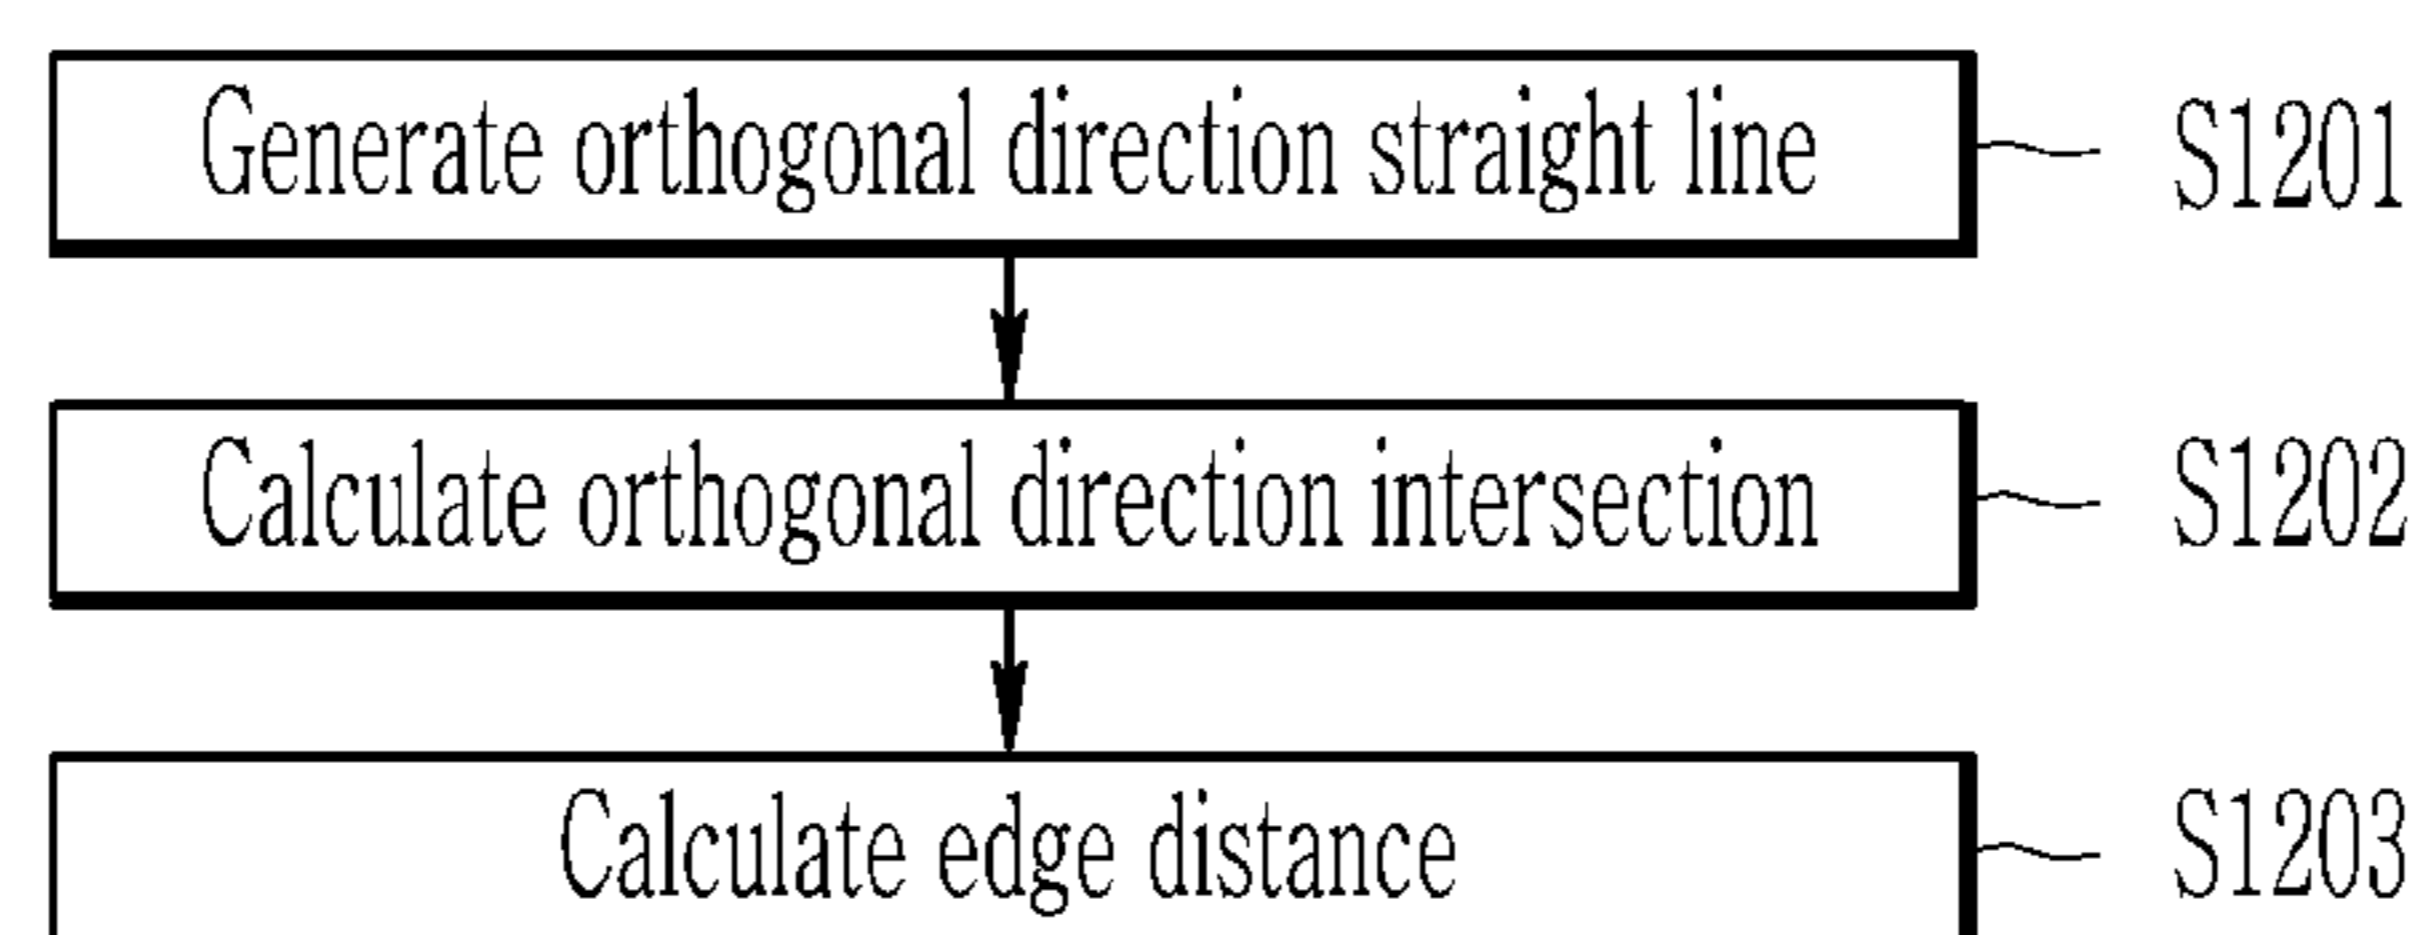 Generate orthogonal direction straight line S1201
Calculate orthogonal direction intersection S1202
Calculate edge distance S1203